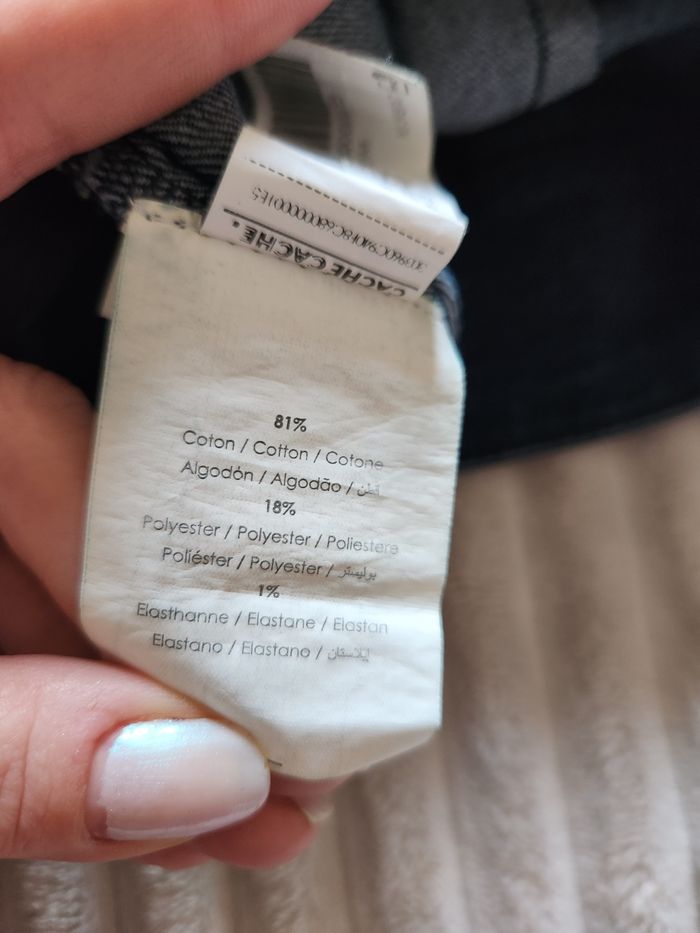 CACHE CACHE.
81%
Coton / Cotton / Cotone
Algodón / Algodão / قطن
18%
Polyester / Polyester / Poliestere
Poliéster / Polyester / بوليستر
1%
Elasthanne / Elastane / Elastan
Elastano / Elastano / إيلاستان